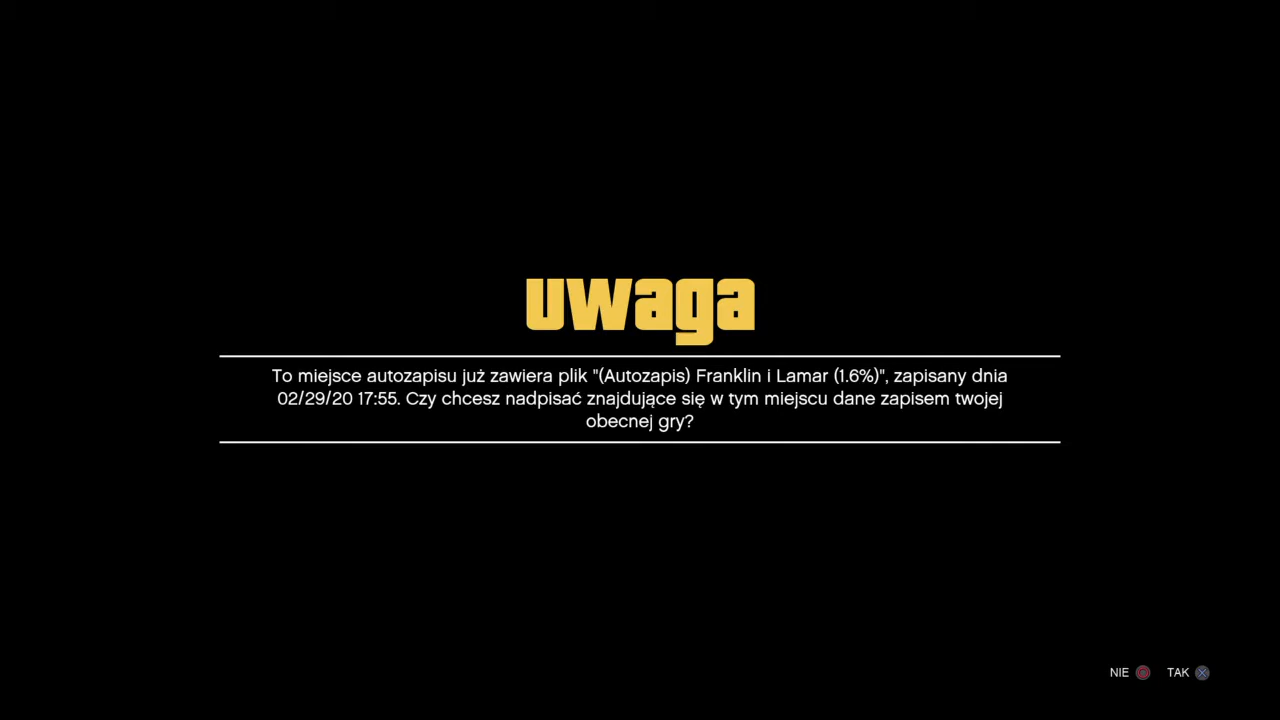 uwaga
To miejsce autozapisu już zawiera plik "(Autozapis) Franklin i Lamar (1.6%)", zapisany dnia
02/29/20 17:55. Czy chcesz nadpisać znajdujące się w tym miejscu dane zapisem twojej
obecnej gry?
NIE TAK